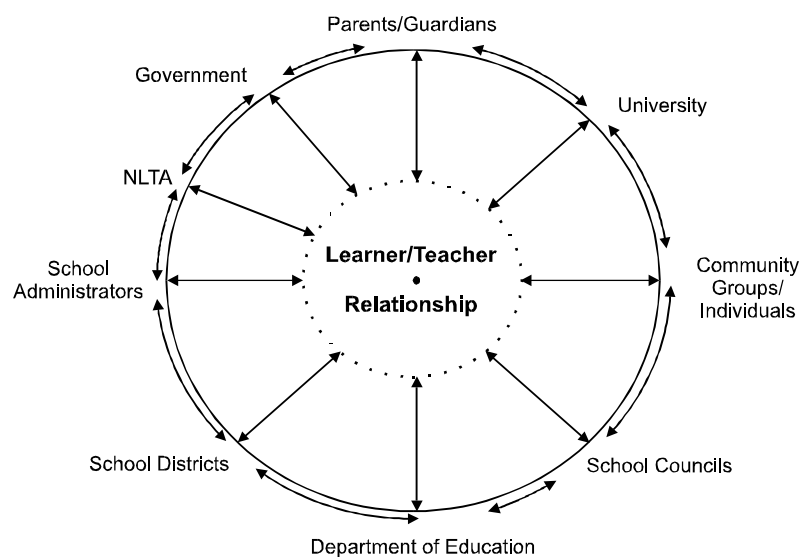 Parents/Guardians
Government
University
NLTA
Learner/Teacher
Relationship
School
Administrators
Community
Groups/
Individuals
School Districts
School Councils
Department of Education